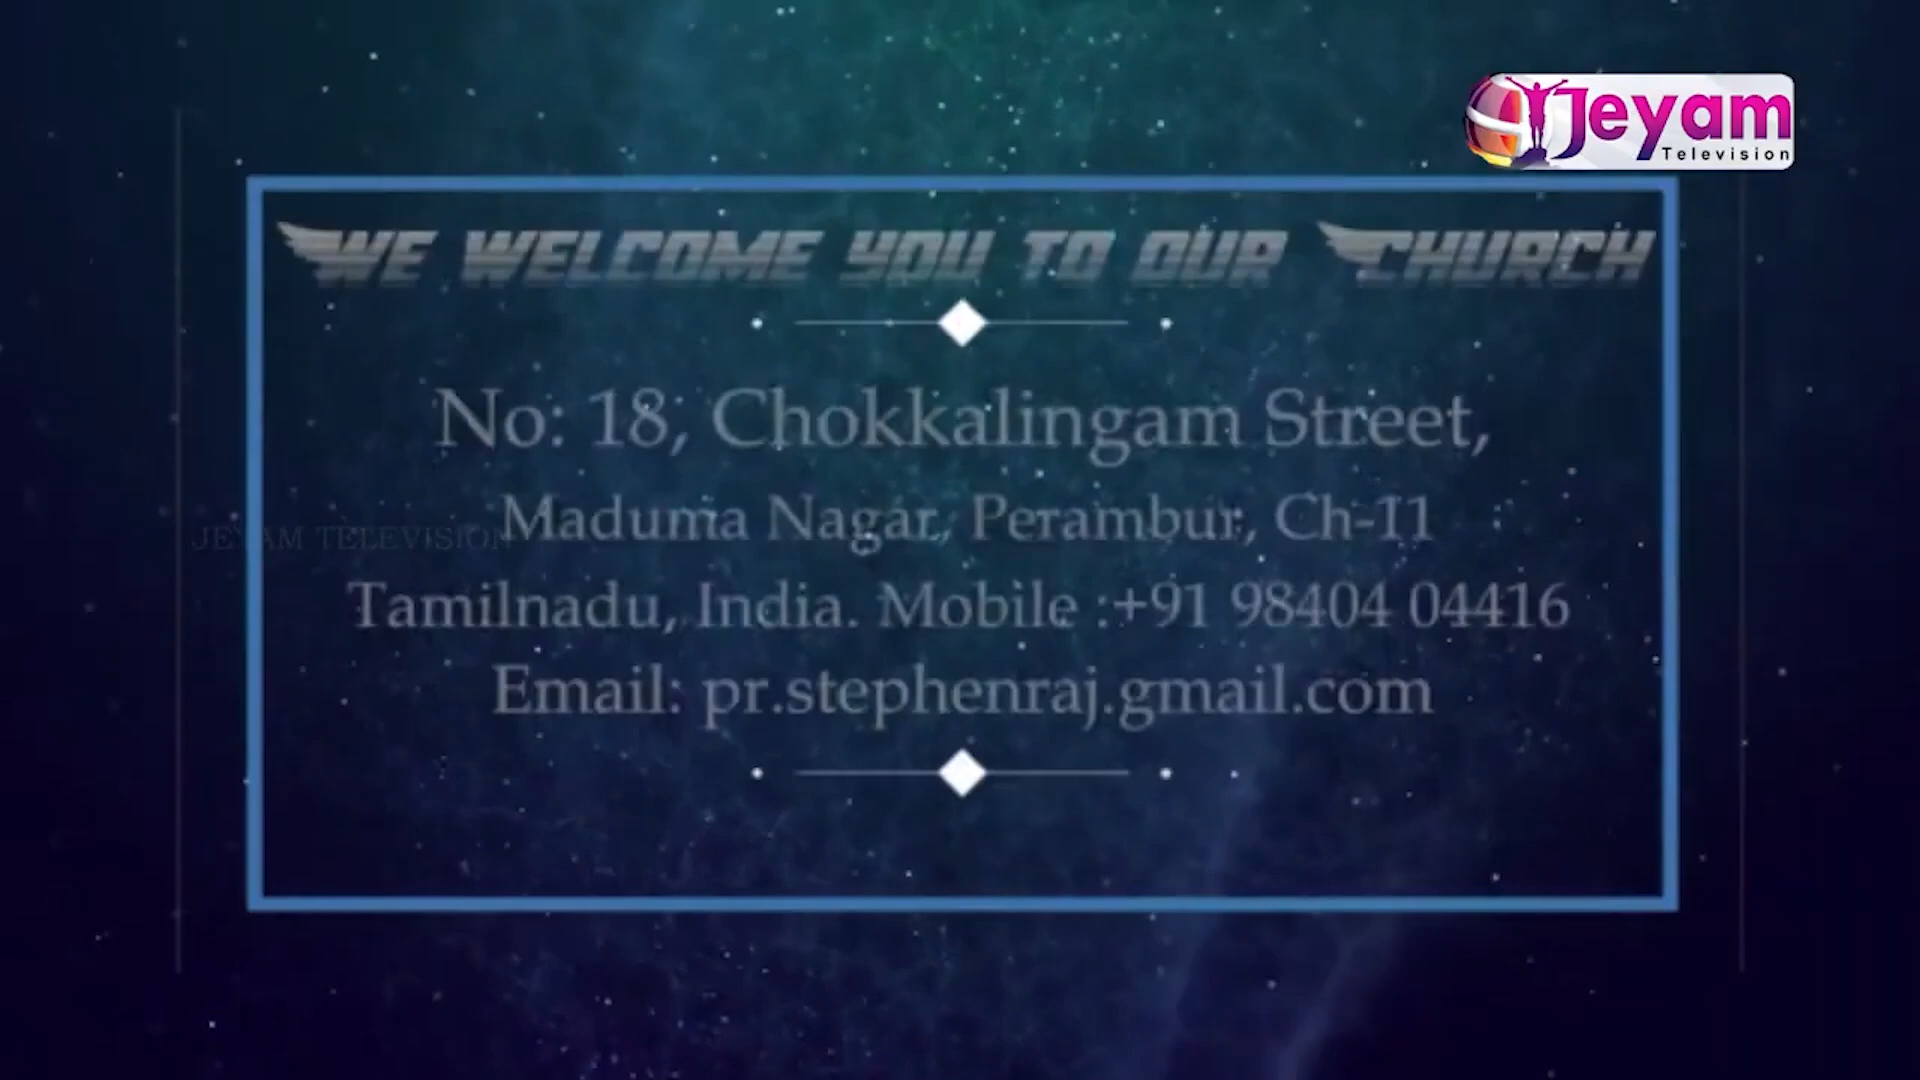 Jeyam
Television
WE WELCOME YOU TO OUR CHURCH
No: 18, Chokkalingam Street,
Maduma Nagar, Perambur, Ch-11
JEYAM TELEVISION
Tamilnadu, India. Mobile :+91 98404 04416
Email: pr.stephenraj.gmail.com